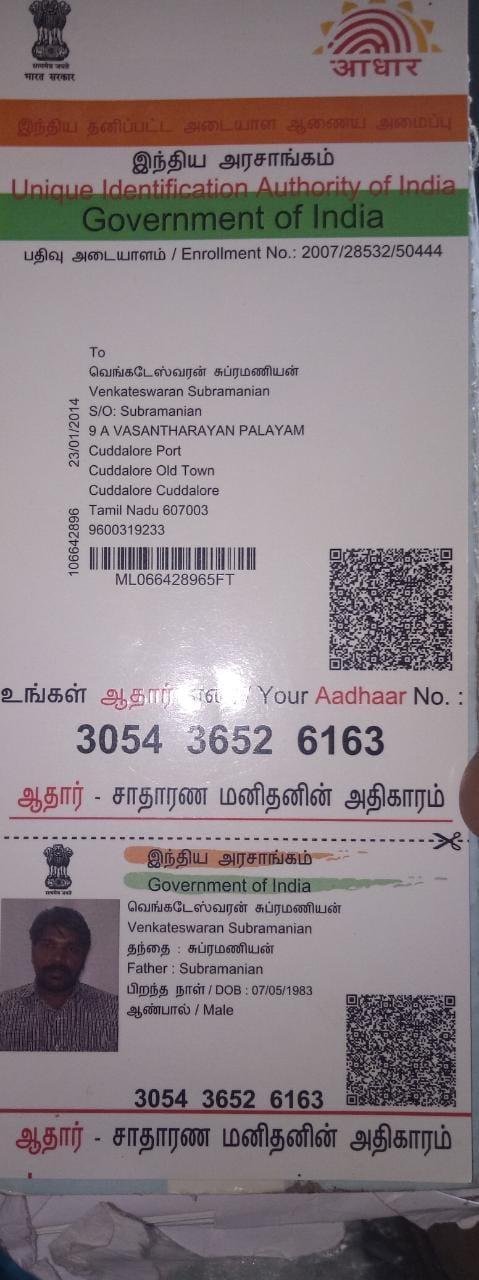 सत्यमेव जयते
भारत सरकार
आधार
இந்திய தனிப்பட்ட அடையாள ஆணைய அமைப்பு
இந்திய அரசாங்கம்
Unique Identification Authority of India
Government of India
பதிவு அடையாளம் / Enrollment No.: 2007/28532/50444
To
வெங்கடேஸ்வரன் சுப்ரமணியன்
Venkateswaran Subramanian
S/O: Subramanian
9 A VASANTHARAYAN PALAYAM
Cuddalore Port
Cuddalore Old Town
Cuddalore Cuddalore
Tamil Nadu 607003
9600319233
23/01/2014
106642896
ML066428965FT
உங்கள் ஆதார் / Your Aadhaar No. :
3054 3652 6163
ஆதார் - சாதாரண மனிதனின் அதிகாரம்
இந்திய அரசாங்கம்
Government of India
வெங்கடேஸ்வரன் சுப்ரமணியன்
Venkateswaran Subramanian
தந்தை : சுப்ரமணியன்
Father : Subramanian
பிறந்த நாள் / DOB : 07/05/1983
ஆண்பால் / Male
3054 3652 6163
ஆதார் - சாதாரண மனிதனின் அதிகாரம்